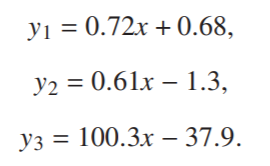 y₁ = 0.72x + 0.68,
y₂ = 0.61x − 1.3,
y₃ = 100.3x − 37.9.